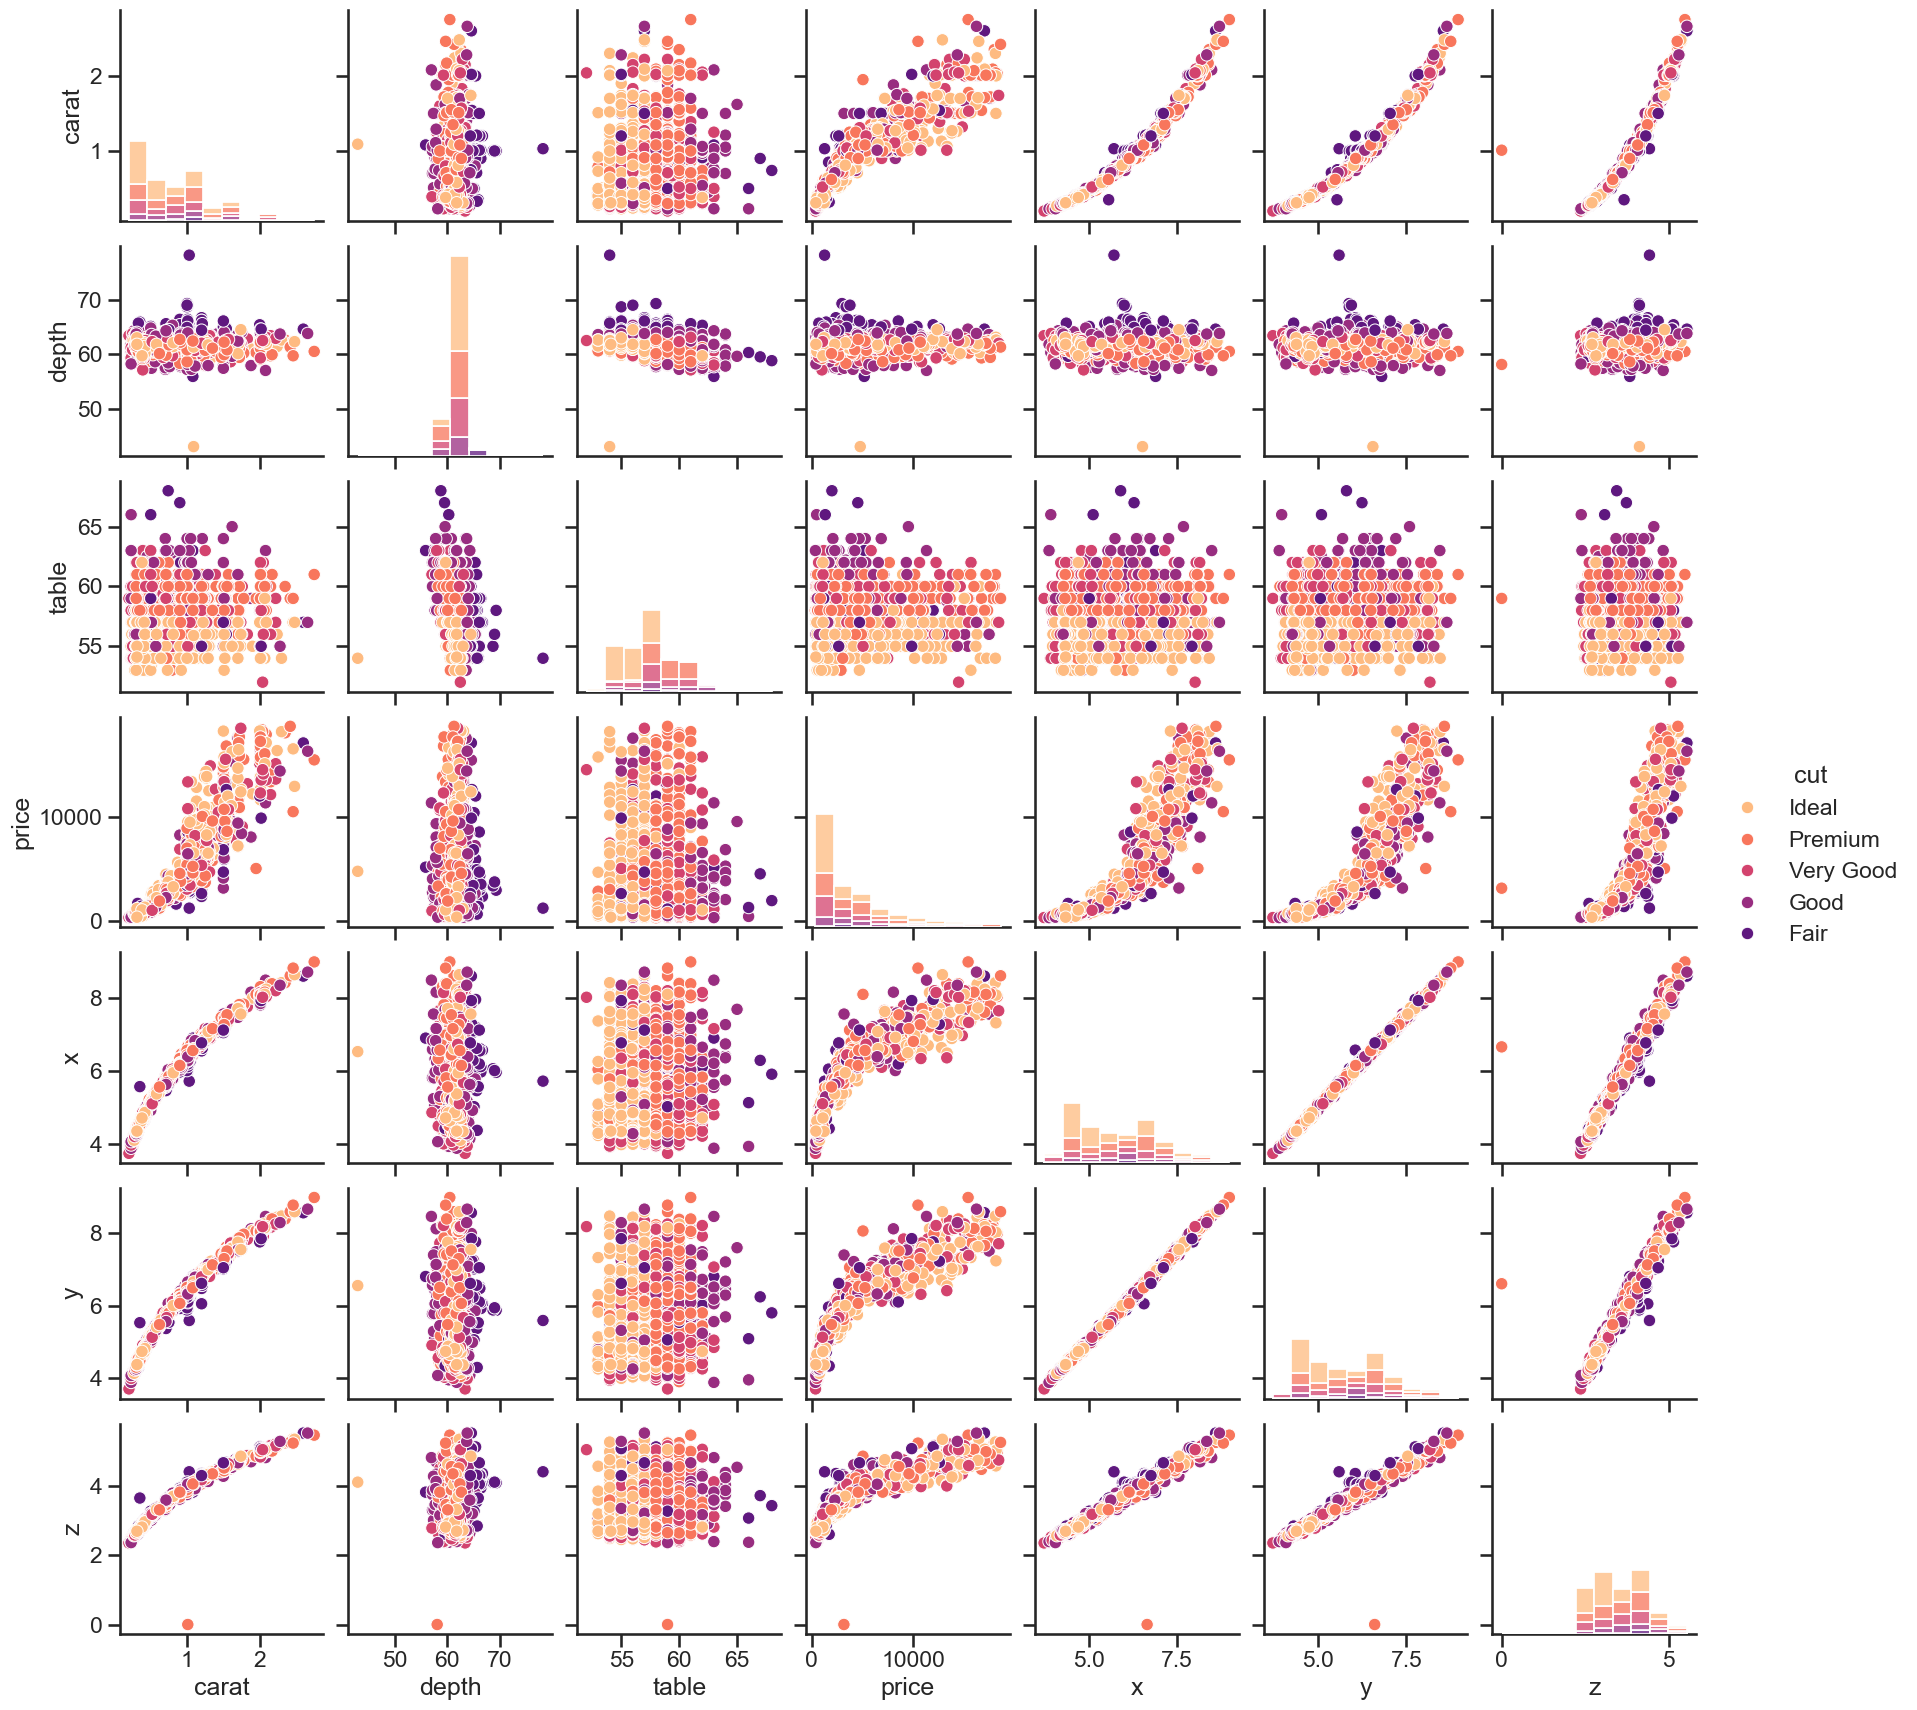 carat
2
1
depth
70
60
50
table
65
60
55
price
10000
0
x
8
6
4
y
8
6
4
z
4
2
0
1 2
50 60 70
55 60 65
0 10000
5.0 7.5
5.0 7.5
0 5
carat
depth
table
price
x
y
z
cut
Ideal
Premium
Very Good
Good
Fair